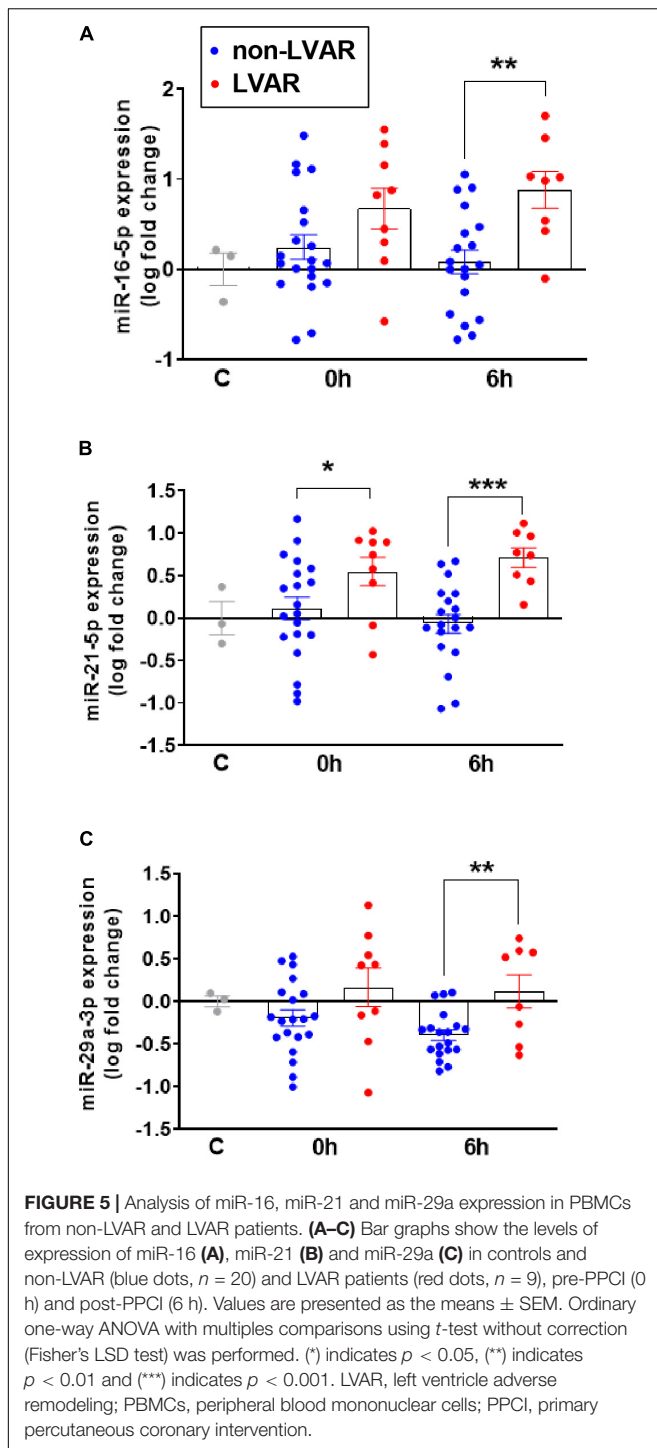 A
non-LVAR
LVAR
**
miR-16-5p expression
(log fold change)
2
1
0
-1
C 0h 6h
B
*
***
miR-21-5p expression
(log fold change)
1.5
1.0
0.5
0.0
-0.5
-1.0
-1.5
C 0h 6h
C
**
miR-29a-3p expression
(log fold change)
1.5
1.0
0.5
0.0
-0.5
-1.0
-1.5
C 0h 6h
FIGURE 5 | Analysis of miR-16, miR-21 and miR-29a expression in PBMCs
from non-LVAR and LVAR patients. (A–C) Bar graphs show the levels of
expression of miR-16 (A), miR-21 (B) and miR-29a (C) in controls and
non-LVAR (blue dots, n = 20) and LVAR patients (red dots, n = 9), pre-PPCI (0
h) and post-PPCI (6 h). Values are presented as the means ± SEM. Ordinary
one-way ANOVA with multiples comparisons using t-test without correction
(Fisher's LSD test) was performed. (*) indicates p < 0.05, (**) indicates
p < 0.01 and (***) indicates p < 0.001. LVAR, left ventricle adverse
remodeling; PBMCs, peripheral blood mononuclear cells; PPCI, primary
percutaneous coronary intervention.